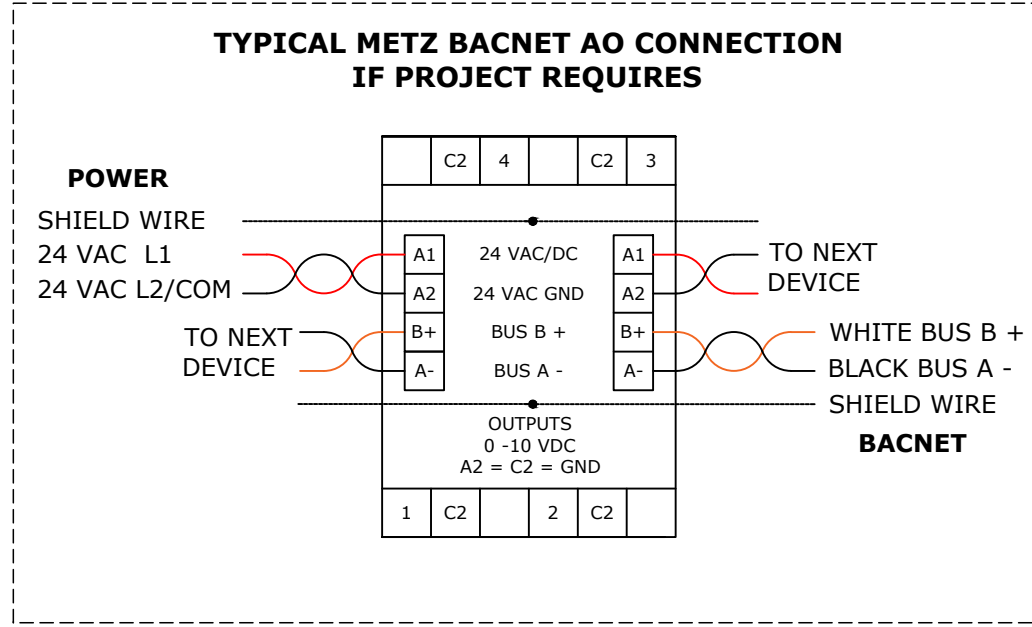 TYPICAL METZ BACNET AO CONNECTION
IF PROJECT REQUIRES
C2 4 C2 3
POWER
SHIELD WIRE
24 VAC L1
24 VAC L2/COM
TO NEXT
DEVICE
A1
A2
B+
A-
24 VAC/DC
24 VAC GND
BUS B +
BUS A -
A1
A2
B+
A-
TO NEXT
DEVICE
WHITE BUS B +
BLACK BUS A -
SHIELD WIRE
BACNET
OUTPUTS
0 -10 VDC
A2 = C2 = GND
1 C2 2 C2